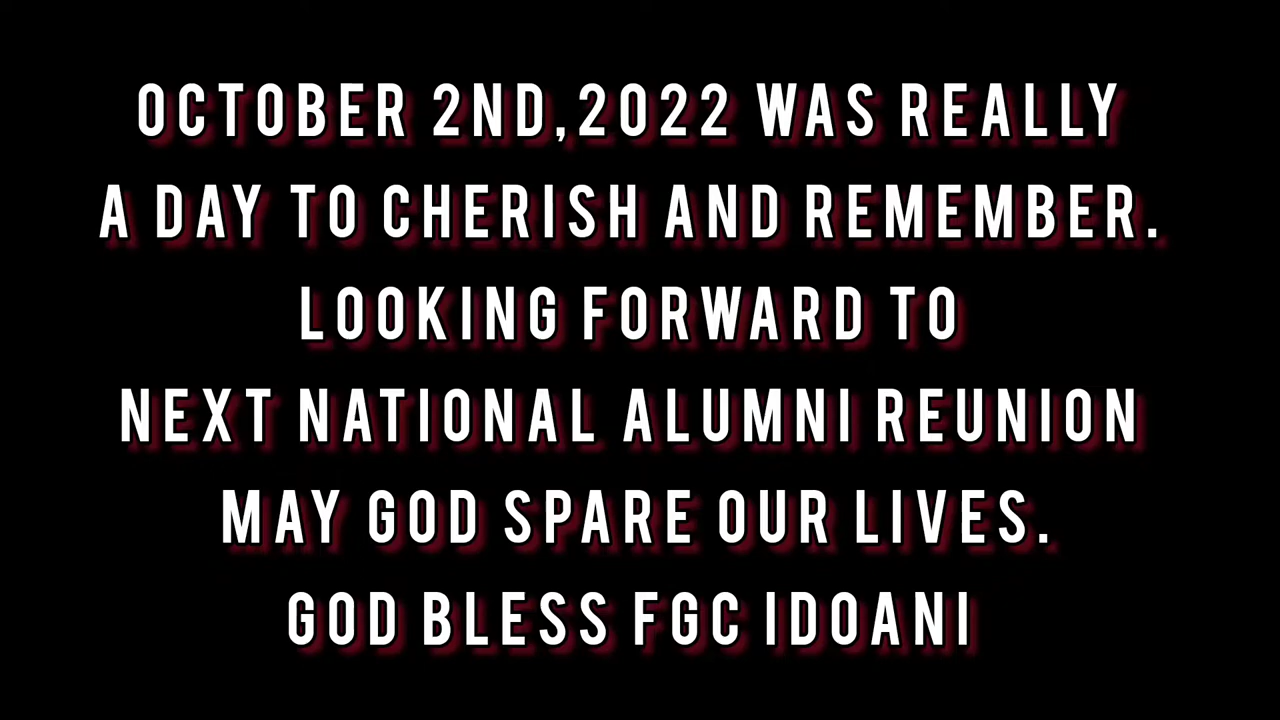 OCTOBER 2ND,2022 WAS REALLY
A DAY TO CHERISH AND REMEMBER.
LOOKING FORWARD TO
NEXT NATIONAL ALUMNI REUNION
MAY GOD SPARE OUR LIVES.
GOD BLESS FGC IDOANI